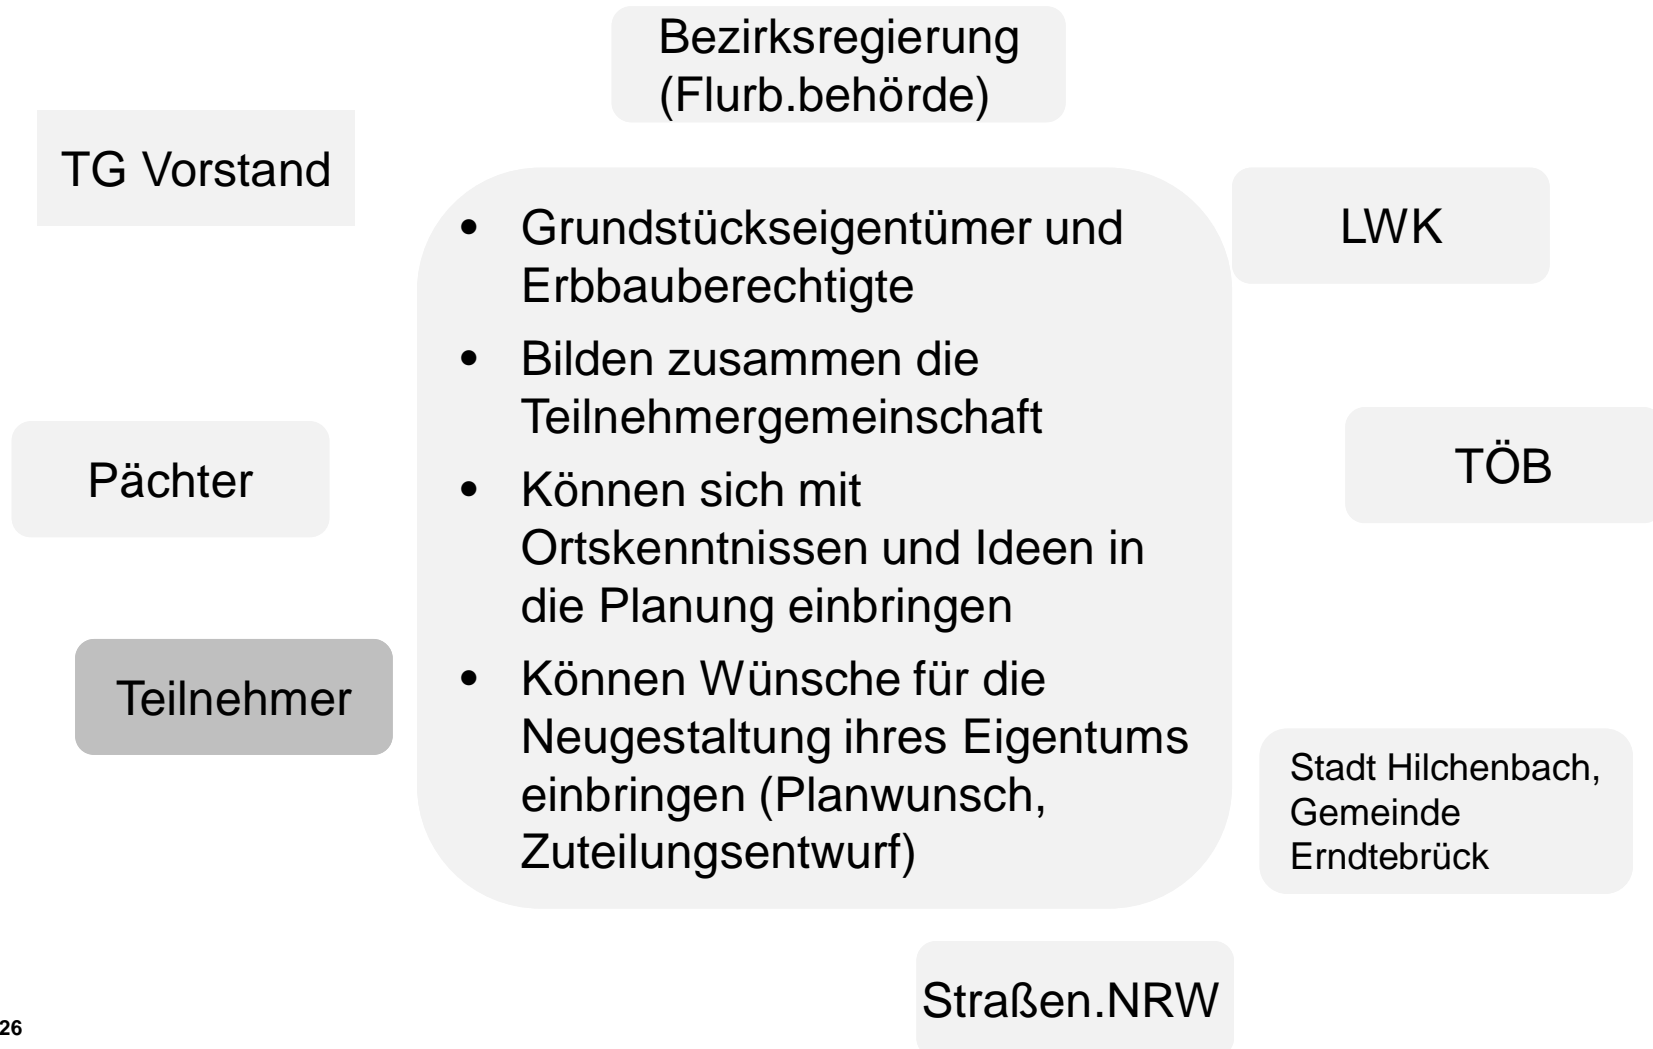 Bezirksregierung
(Flurb.behörde)
TG Vorstand
LWK
• Grundstückseigentümer und
Erbbauberechtigte
• Bilden zusammen die
Teilnehmergemeinschaft
• Können sich mit
Ortskenntnissen und Ideen in
die Planung einbringen
• Können Wünsche für die
Neugestaltung ihres Eigentums
einbringen (Planwunsch,
Zuteilungsentwurf)
Pächter
TÖB
Teilnehmer
Stadt Hilchenbach,
Gemeinde
Erndtebrück
Straßen.NRW
26